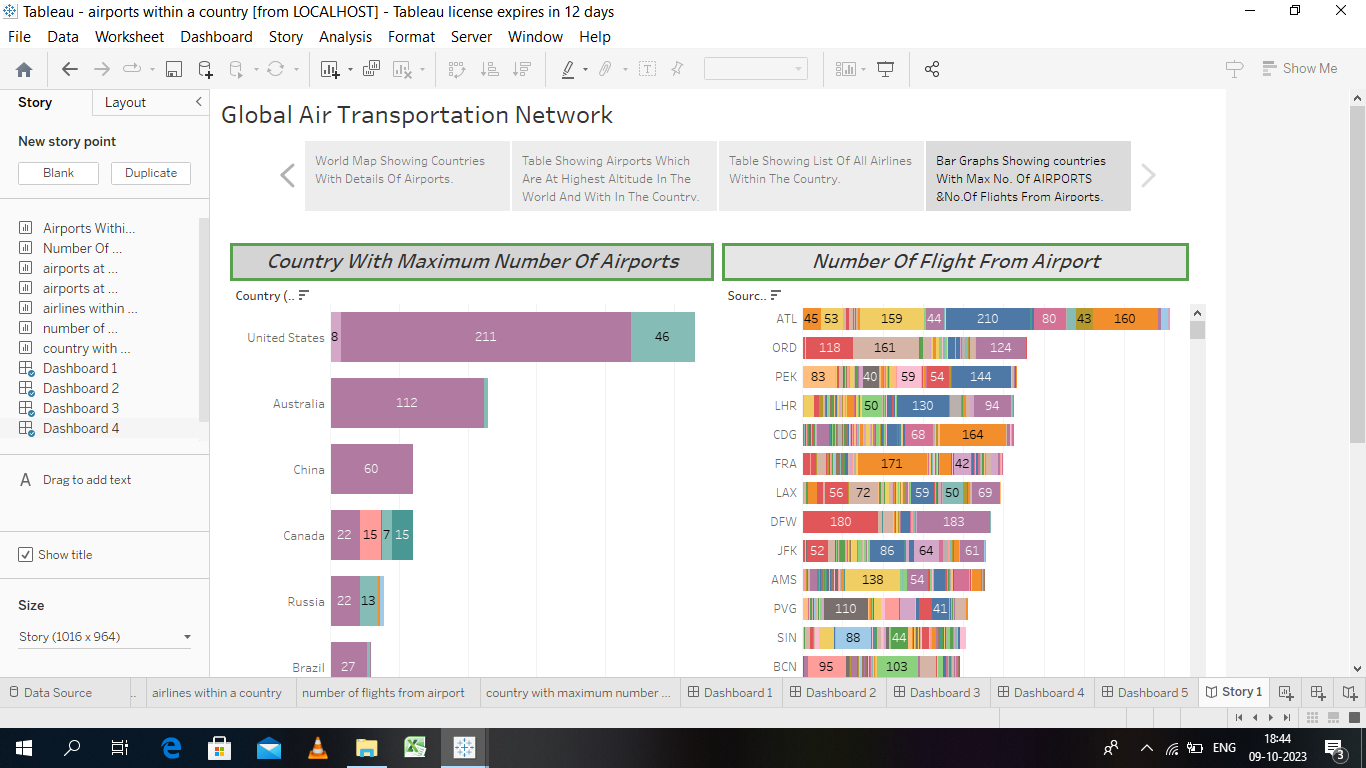 Tableau - airports within a country [from LOCALHOST] - Tableau license expires in 12 days
File Data Worksheet Dashboard Story Analysis Format Server Window Help
Show Me
Story Layout
New story point
Blank Duplicate
Airports Withi...
Number Of ...
airports at ...
airports at ...
airlines within ...
number of ...
country with ...
Dashboard 1
Dashboard 2
Dashboard 3
Dashboard 4
A Drag to add text
Show title
Size
Story (1016 x 964)
Global Air Transportation Network
World Map Showing Countries
With Details Of Airports.
Table Showing Airports Which
Are At Highest Altitude In The
World And With In The Country.
Table Showing List Of All Airlines
Within The Country.
Bar Graphs Showing countries
With Max No. Of AIRPORTS
&No.Of Flights From Airports.
Country With Maximum Number Of Airports
Country (..
United States 8 211 46
Australia 112
China 60
Canada 22 15 7 15
Russia 22 13
Brazil 27
Number Of Flight From Airport
Sourc..
ATL 45 53 159 44 210 80 43 160
ORD 118 161 124
PEK 83 40 59 54 144
LHR 50 130 94
CDG 68 164
FRA 171 42
LAX 56 72 59 50 69
DFW 180 183
JFK 52 86 64 61
AMS 138 54
PVG 110 41
SIN 88 44
BCN 95 103
Data Source .. airlines within a country number of flights from airport country with maximum number ... Dashboard 1 Dashboard 2 Dashboard 3 Dashboard 4 Dashboard 5 Story 1
ENG
18:44
09-10-2023
3